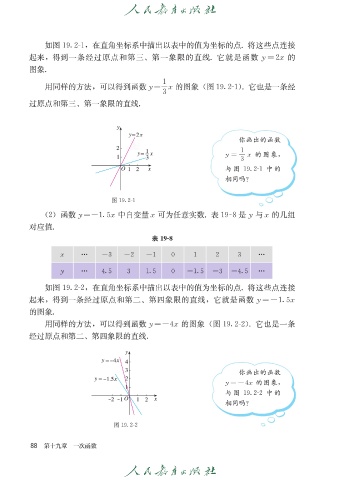 人民教育出版社
如图 19.2-1，在直角坐标系中描出以表中的值为坐标的点. 将这些点连接
起来，得到一条经过原点和第三、第一象限的直线. 它就是函数 y=2x 的
图象.
用同样的方法，可以得到函数 y=1/3 x 的图象（图 19.2-1）. 它也是一条经
过原点和第三、第一象限的直线.
y
y=2x
2
1
y=1/3 x
O 1 2 x
你画出的函数
y=1/3 x 的图象，
与图 19.2-1 中的
相同吗？
图 19.2-1
（2）函数 y=-1.5x 中自变量 x 可为任意实数. 表 19-8 是 y 与 x 的几组
对应值.
表 19-8
x … -3 -2 -1 0 1 2 3 …
y … 4.5 3 1.5 0 -1.5 -3 -4.5 …
如图 19.2-2，在直角坐标系中描出以表中的值为坐标的点. 将这些点连接
起来，得到一条经过原点和第二、第四象限的直线，它就是函数 y=-1.5x
的图象.
用同样的方法，可以得到函数 y=-4x 的图象（图 19.2-2）. 它也是一条
经过原点和第二、第四象限的直线.
y
y=-4x
4
3
y=-1.5x
2
1
-2 -1 O 1 2 x
你画出的函数
y=-4x 的图象，
与图 19.2-2 中的
相同吗？
图 19.2-2
88 第十九章 一次函数
人民教育出版社